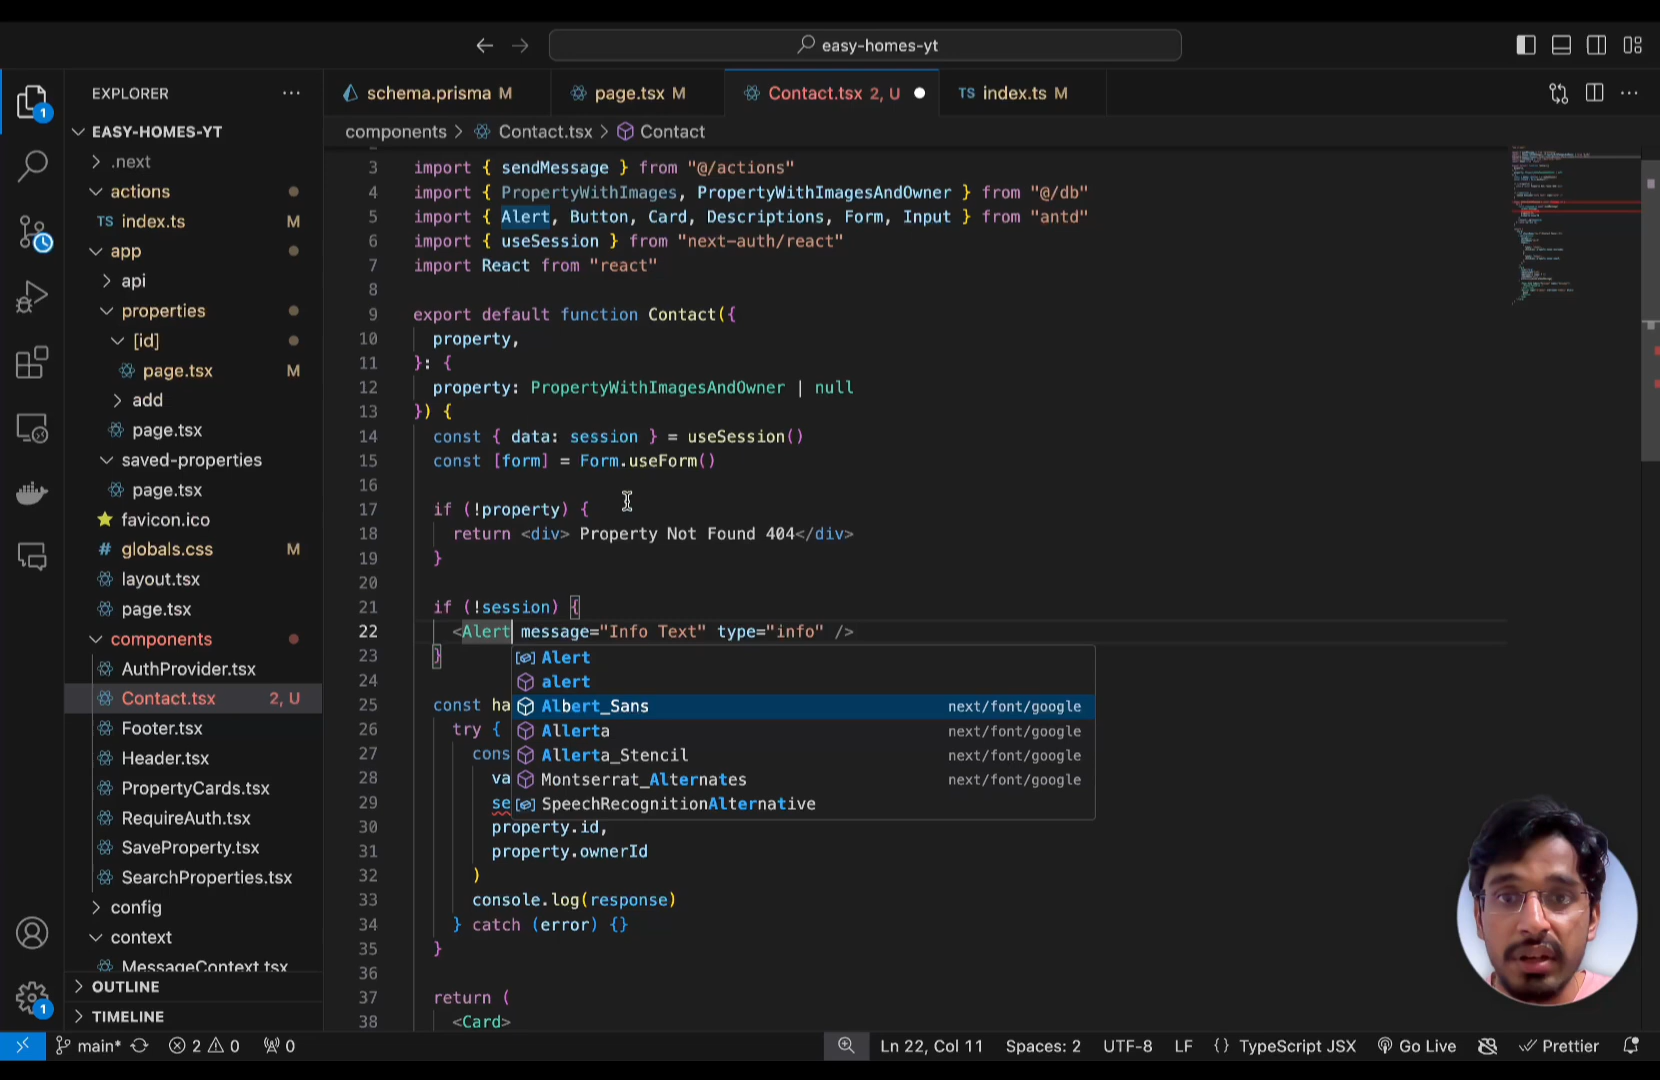 easy-homes-yt
EXPLORER
EASY-HOMES-YT
.next
actions
TS index.ts M
app
api
properties
[id]
page.tsx M
add
page.tsx
saved-properties
page.tsx
favicon.ico
# globals.css M
layout.tsx
page.tsx
components
AuthProvider.tsx
Contact.tsx 2, U
Footer.tsx
Header.tsx
PropertyCards.tsx
RequireAuth.tsx
SaveProperty.tsx
SearchProperties.tsx
config
context
MessageContext.tsx
OUTLINE
TIMELINE
1
1
schema.prisma M
page.tsx M
Contact.tsx 2, U
TS index.ts M
components > Contact.tsx > Contact
3 import { sendMessage } from "@/actions"
4 import { PropertyWithImages, PropertyWithImagesAndOwner } from "@/db"
5 import { Alert, Button, Card, Descriptions, Form, Input } from "antd"
6 import { useSession } from "next-auth/react"
7 import React from "react"
8
9 export default function Contact({
10 property,
11 }: {
12 property: PropertyWithImagesAndOwner | null
13 }) {
14 const { data: session } = useSession()
15 const [form] = Form.useForm()
16
17 if (!property) {
18 return <div> Property Not Found 404</div>
19 }
20
21 if (!session) {
22 <Alert message="Info Text" type="info" />
23 }
24
25 const ha
26 try {
27 cons
28 va
29 se
30 property.id,
31 property.ownerId
32 )
33 console.log(response)
34 } catch (error) {}
35 }
36
37 return (
38 <Card>
Alert
alert
Albert_Sans next/font/google
Allerta next/font/google
Allerta_Stencil next/font/google
Montserrat_Alternates next/font/google
SpeechRecognitionAlternative
main* 2 0 0
Ln 22, Col 11 Spaces: 2 UTF-8 LF {} TypeScript JSX Go Live Prettier